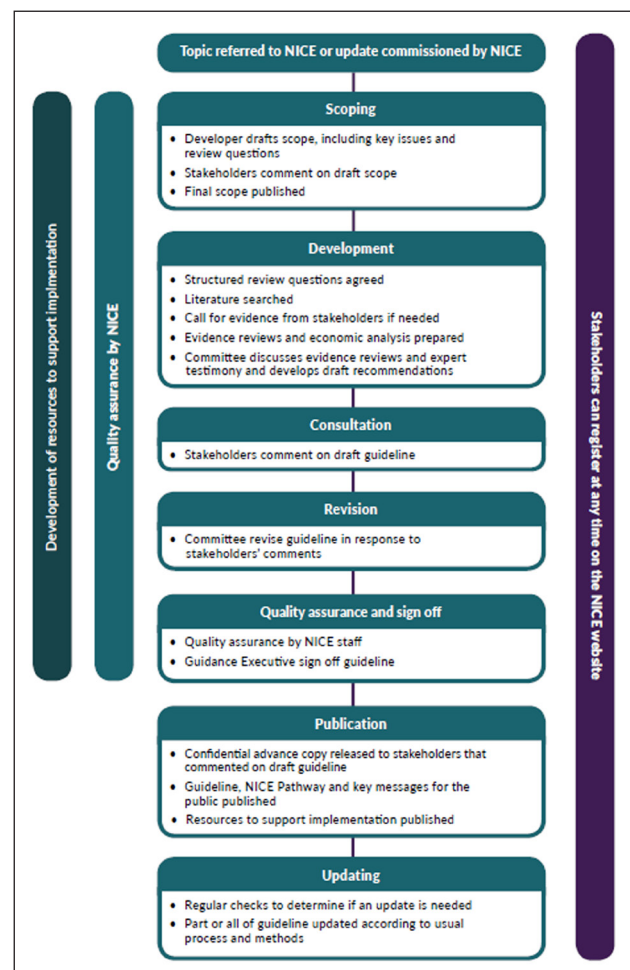 Topic referred to NICE or update commissioned by NICE
Scoping
• Developer drafts scope, including key issues and
review questions
• Stakeholders comment on draft scope
• Final scope published
Development
• Structured review questions agreed
• Literature searched
• Call for evidence from stakeholders if needed
• Evidence reviews and economic analysis prepared
• Committee discusses evidence reviews and expert
testimony and develops draft recommendations
Consultation
• Stakeholders comment on draft guideline
Revision
• Committee revise guideline in response to
stakeholders' comments
Quality assurance and sign off
• Quality assurance by NICE staff
• Guidance Executive sign off guideline
Publication
• Confidential advance copy released to stakeholders that
commented on draft guideline
• Guideline, NICE Pathway and key messages for the
public published
• Resources to support implementation published
Updating
• Regular checks to determine if an update is needed
• Part or all of guideline updated according to usual
process and methods
Development of resources to support implmentation
Quality assurance by NICE
Stakeholders can register at any time on the NICE website